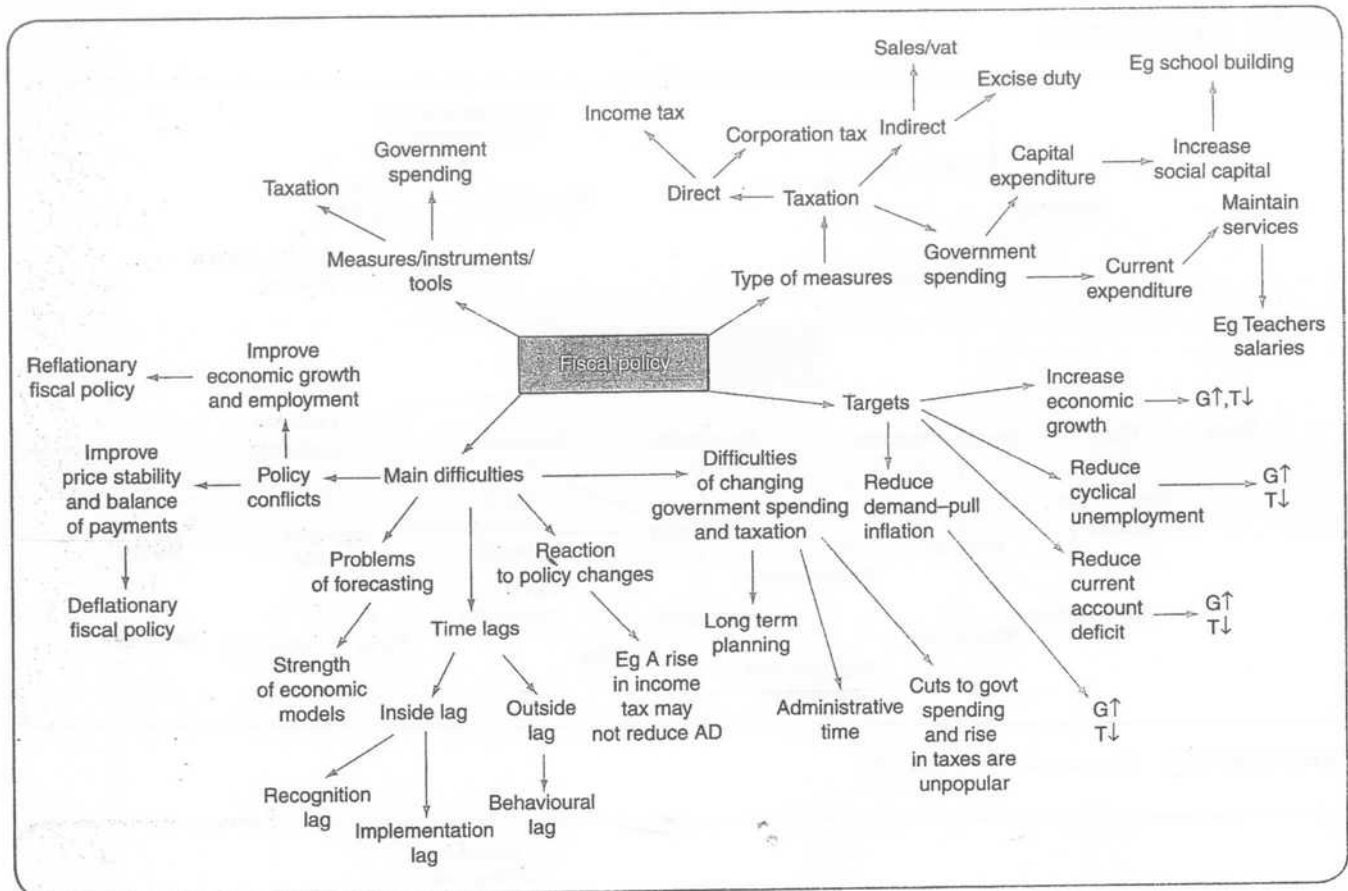 Sales/vat
Eg school building
Excise duty
Income tax
Corporation tax
Indirect
Government
spending
Taxation
Capital
expenditure
Increase
social capital
Direct
Taxation
Maintain
services
Measures/instruments/
tools
Type of measures
Government
spending
Current
expenditure
Eg Teachers
salaries
Fiscal policy
Reflationary
fiscal policy
Improve
economic growth
and employment
Targets
Increase
economic
growth
G↑,T↓
Improve
price stability
and balance
of payments
Policy
conflicts
Main difficulties
Difficulties
of changing
government spending
and taxation
Reduce
demand–pull
inflation
Reduce
cyclical
unemployment
G↑
T↓
Deflationary
fiscal policy
Problems
of forecasting
Reaction
to policy changes
Reduce
current
account
deficit
G↑
T↓
Time lags
Long term
planning
Strength
of economic
models
Inside lag
Outside
lag
Eg A rise
in income
tax may
not reduce AD
Administrative
time
Cuts to govt
spending
and rise
in taxes are
unpopular
G↑
T↓
Recognition
lag
Implementation
lag
Behavioural
lag